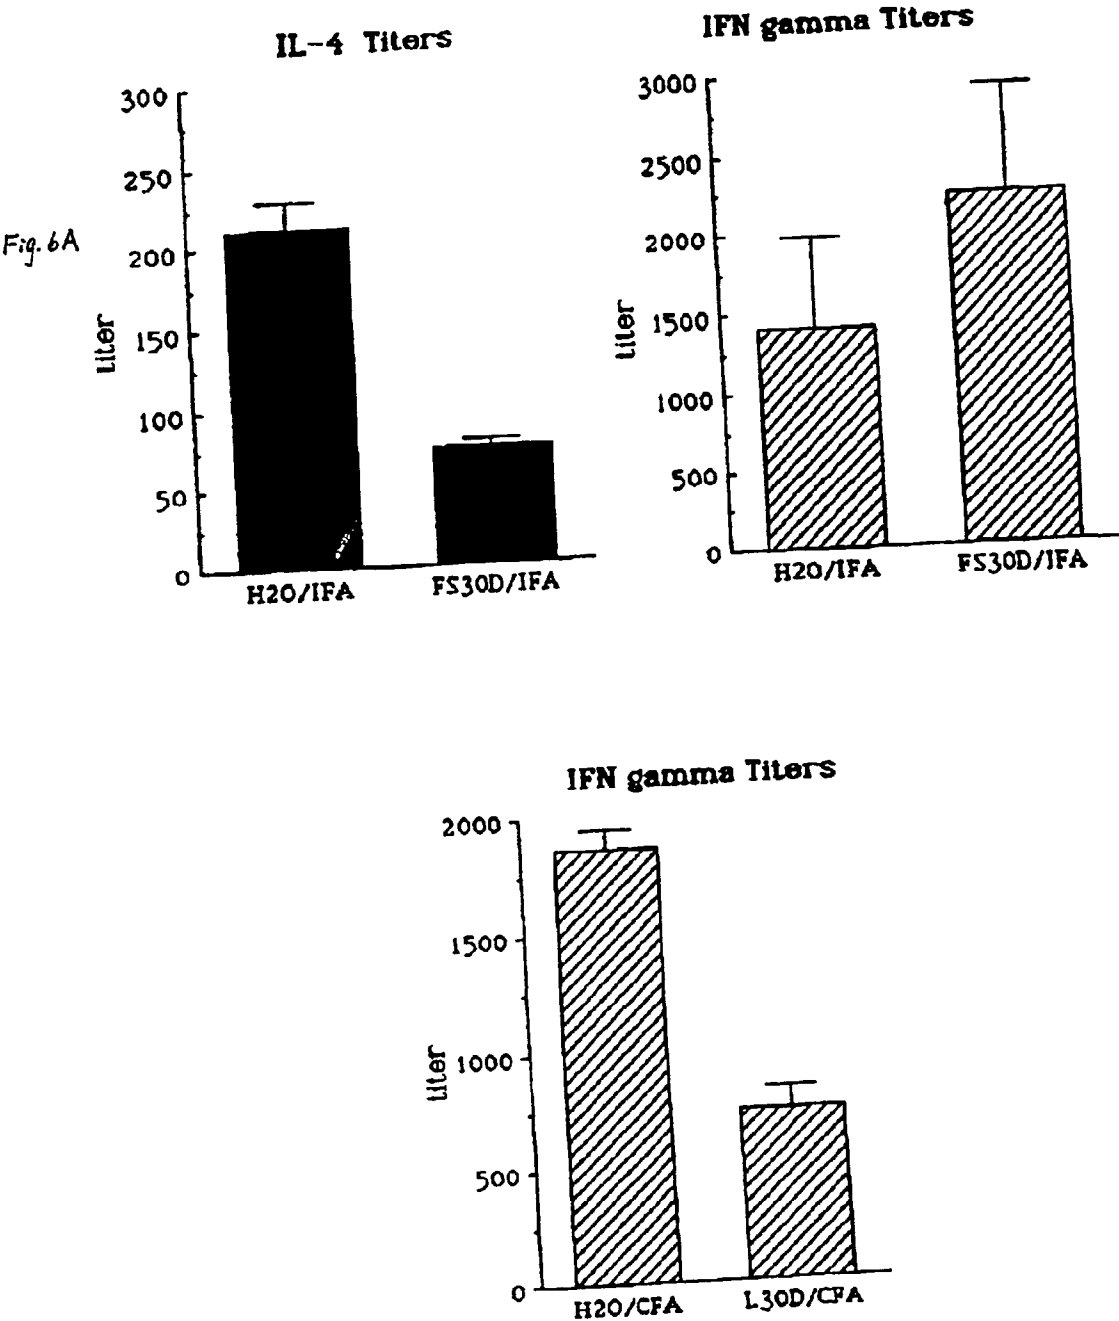 IL-4 Titers
300
250
200
150
100
50
0
titer
H2O/IFA
FS30D/IFA
Fig. 6A
IFN gamma Titers
3000
2500
2000
1500
1000
500
0
titer
H2O/IFA
FS30D/IFA
IFN gamma Titers
2000
1500
1000
500
0
titer
H2O/CFA
L30D/CFA